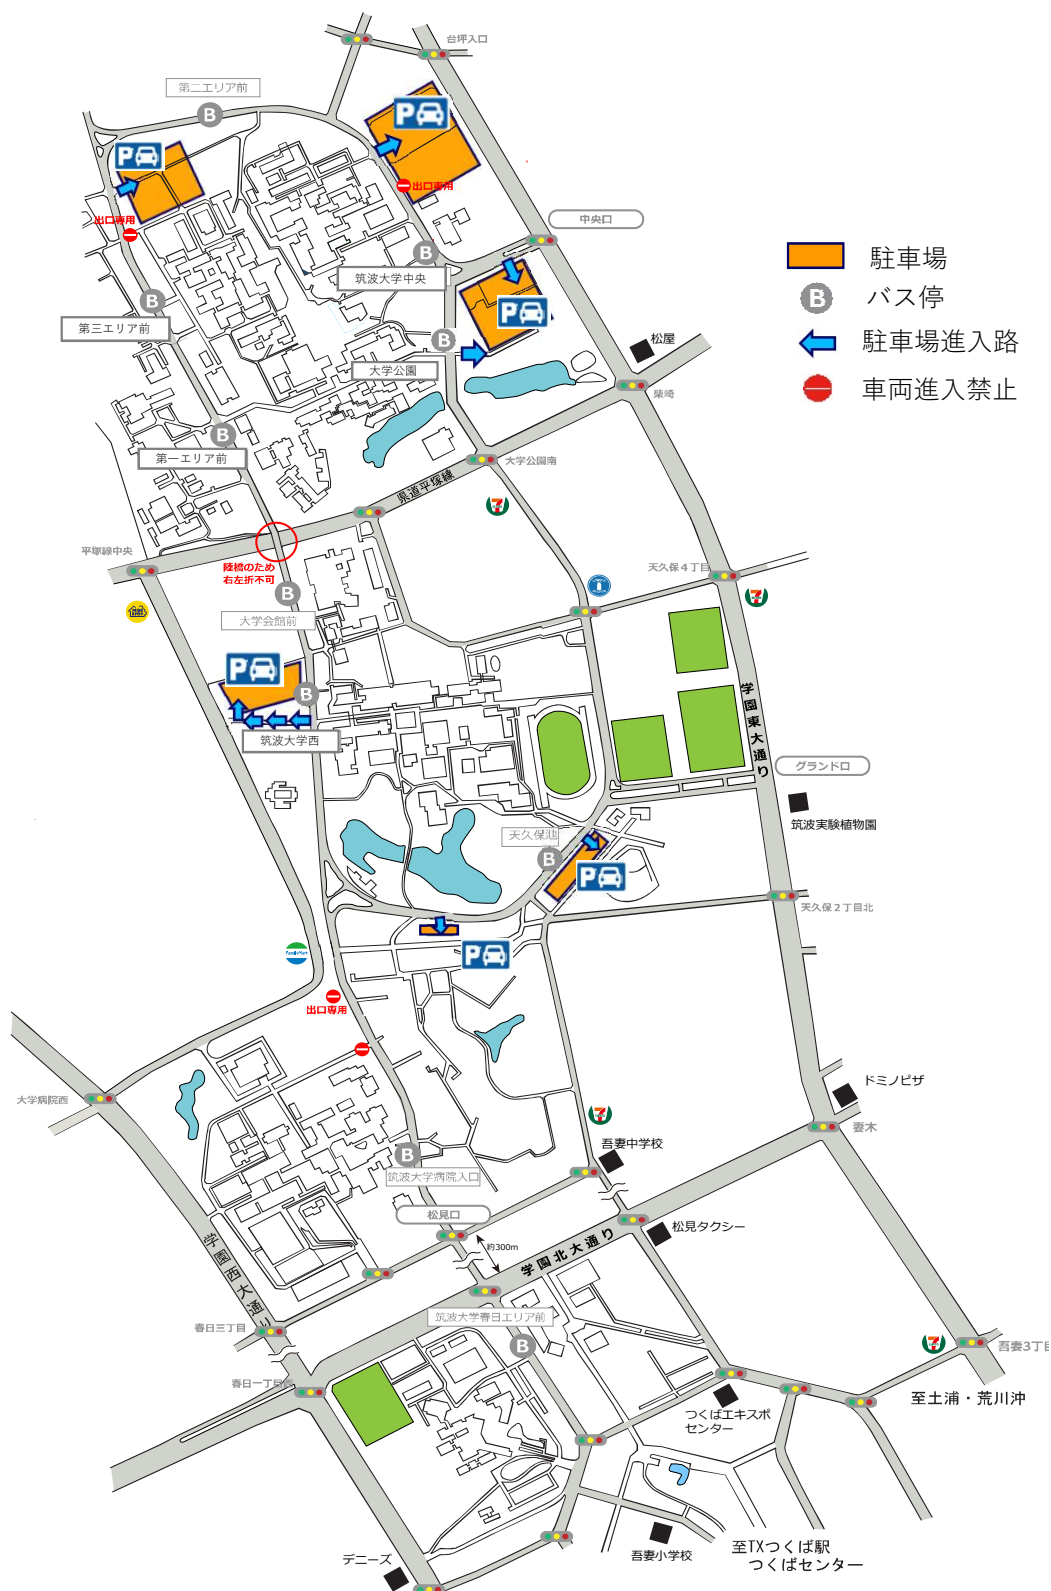 台坪入口
第二エリア前
B
P
P
出口専用
出口専用
中央口
B
筑波大学中央
駐車場
B
バス停
駐車場進入路
車両進入禁止
P
B
第三エリア前
B
大学公園
松屋
柴崎
B
第一エリア前
大学公園南
県道平塚線
7
平塚線中央
陸橋のため
右左折不可
天久保4丁目
7
B
大学会館前
P
B
筑波大学西
学園東大通り
グランド口
筑波実験植物園
天久保池
B
P
天久保2丁目北
P
FamilyMart
出口専用
大学病院西
ドミノピザ
妻木
7
吾妻中学校
B
筑波大学病院入口
松見口
約300m
学園北大通り
松見タクシー
学園西大通り
春日三丁目
筑波大学春日エリア前
B
7
吾妻3丁目
春日一丁目西
至土浦・荒川沖
つくばエキスポ
センター
吾妻小学校
至TXつくば駅
つくばセンター
デニーズ